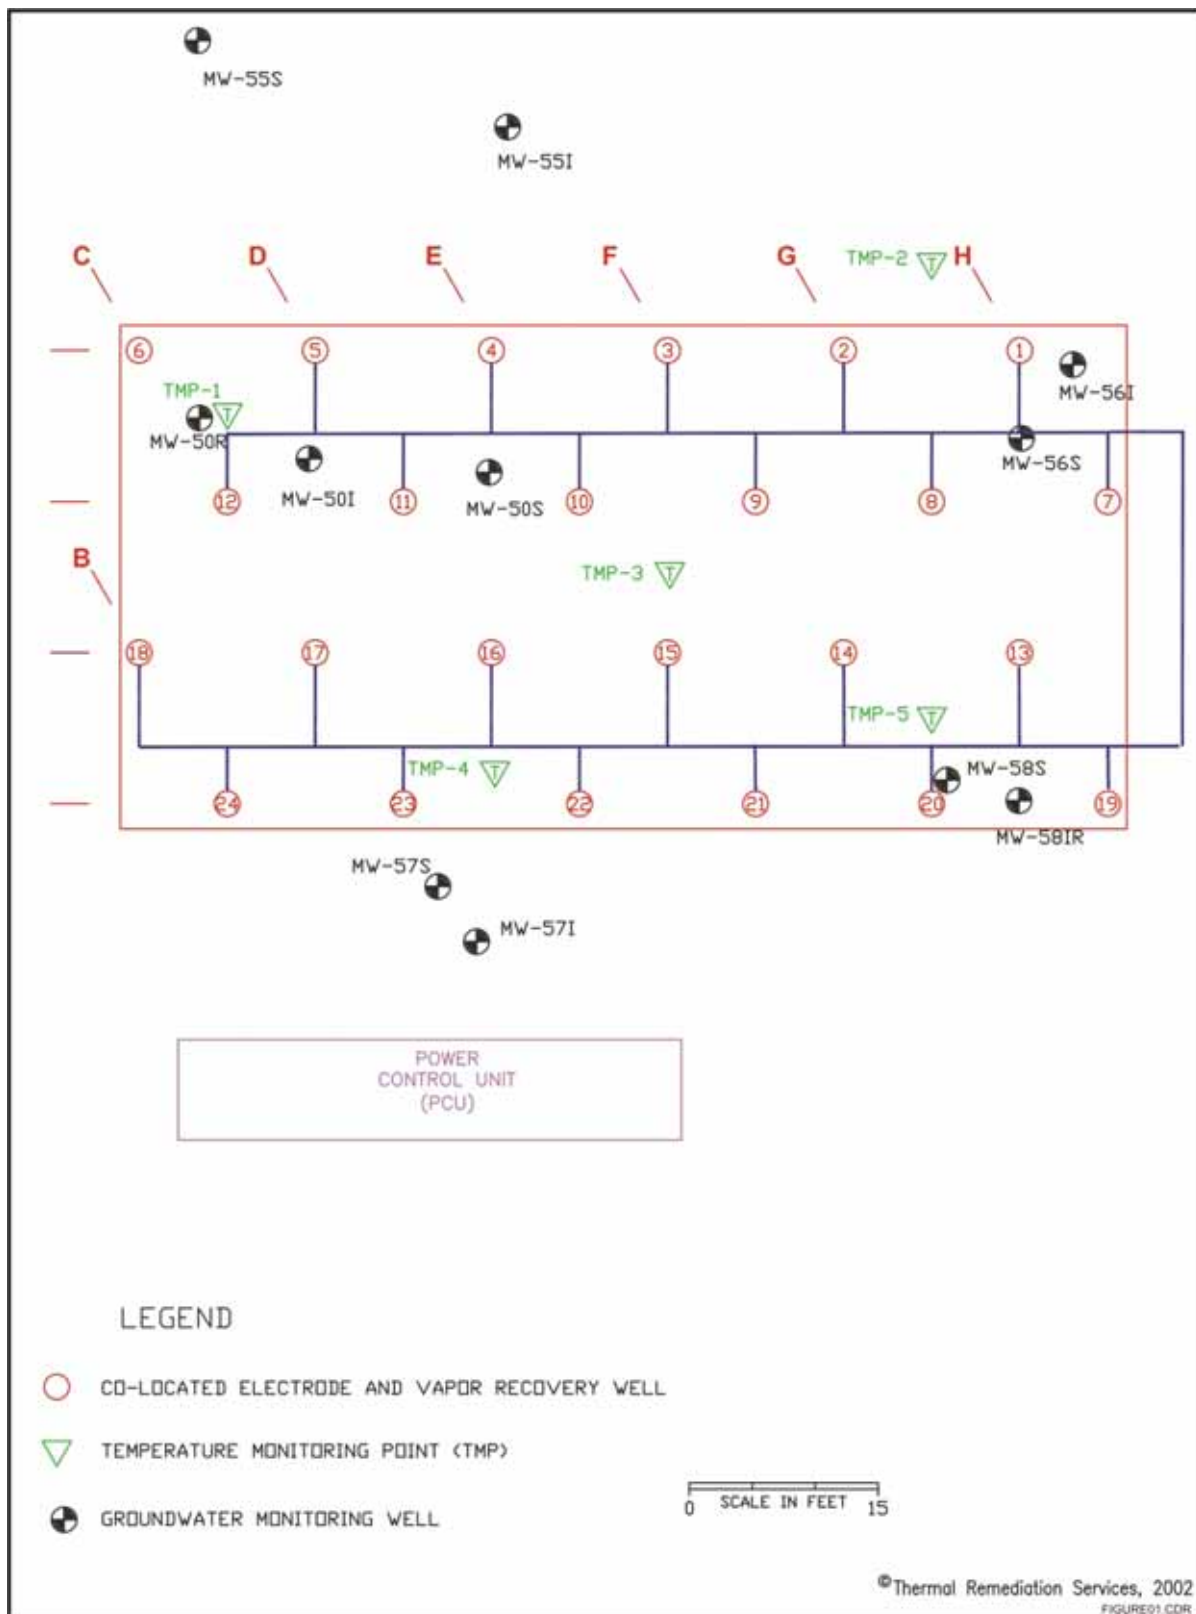 MW-55S
MW-55I
C
D
E
F
G
TMP-2
T
H
6
5
4
3
2
1
TMP-1
T
MW-56I
MW-50R
MW-56S
12
MW-50I
11
MW-50S
10
9
8
7
B
TMP-3
T
18
17
16
15
14
13
TMP-5
T
TMP-4
T
MW-58S
24
23
22
21
20
19
MW-58IR
MW-57S
MW-57I
POWER
CONTROL UNIT
(PCU)
LEGEND
CO-LOCATED ELECTRODE AND VAPOR RECOVERY WELL
TEMPERATURE MONITORING POINT (TMP)
GROUNDWATER MONITORING WELL
0 SCALE IN FEET 15
©Thermal Remediation Services, 2002
FIGURE01.CDR